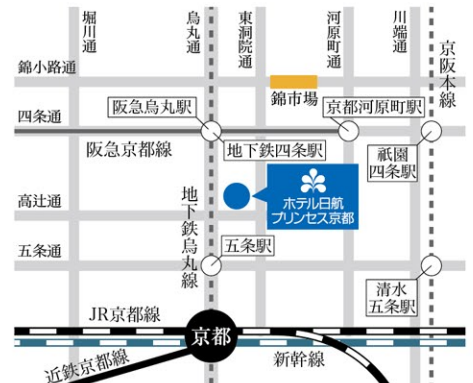 堀川通
烏丸通
東洞院通
河原町通
川端通
京阪本線
錦小路通
錦市場
四条通
阪急烏丸駅
京都河原町駅
阪急京都線
地下鉄四条駅
祇園
四条駅
高辻通
地下鉄烏丸線
ホテル日航
プリンセス京都
五条通
五条駅
清水
五条駅
JR京都線
京都
近鉄京都線
新幹線